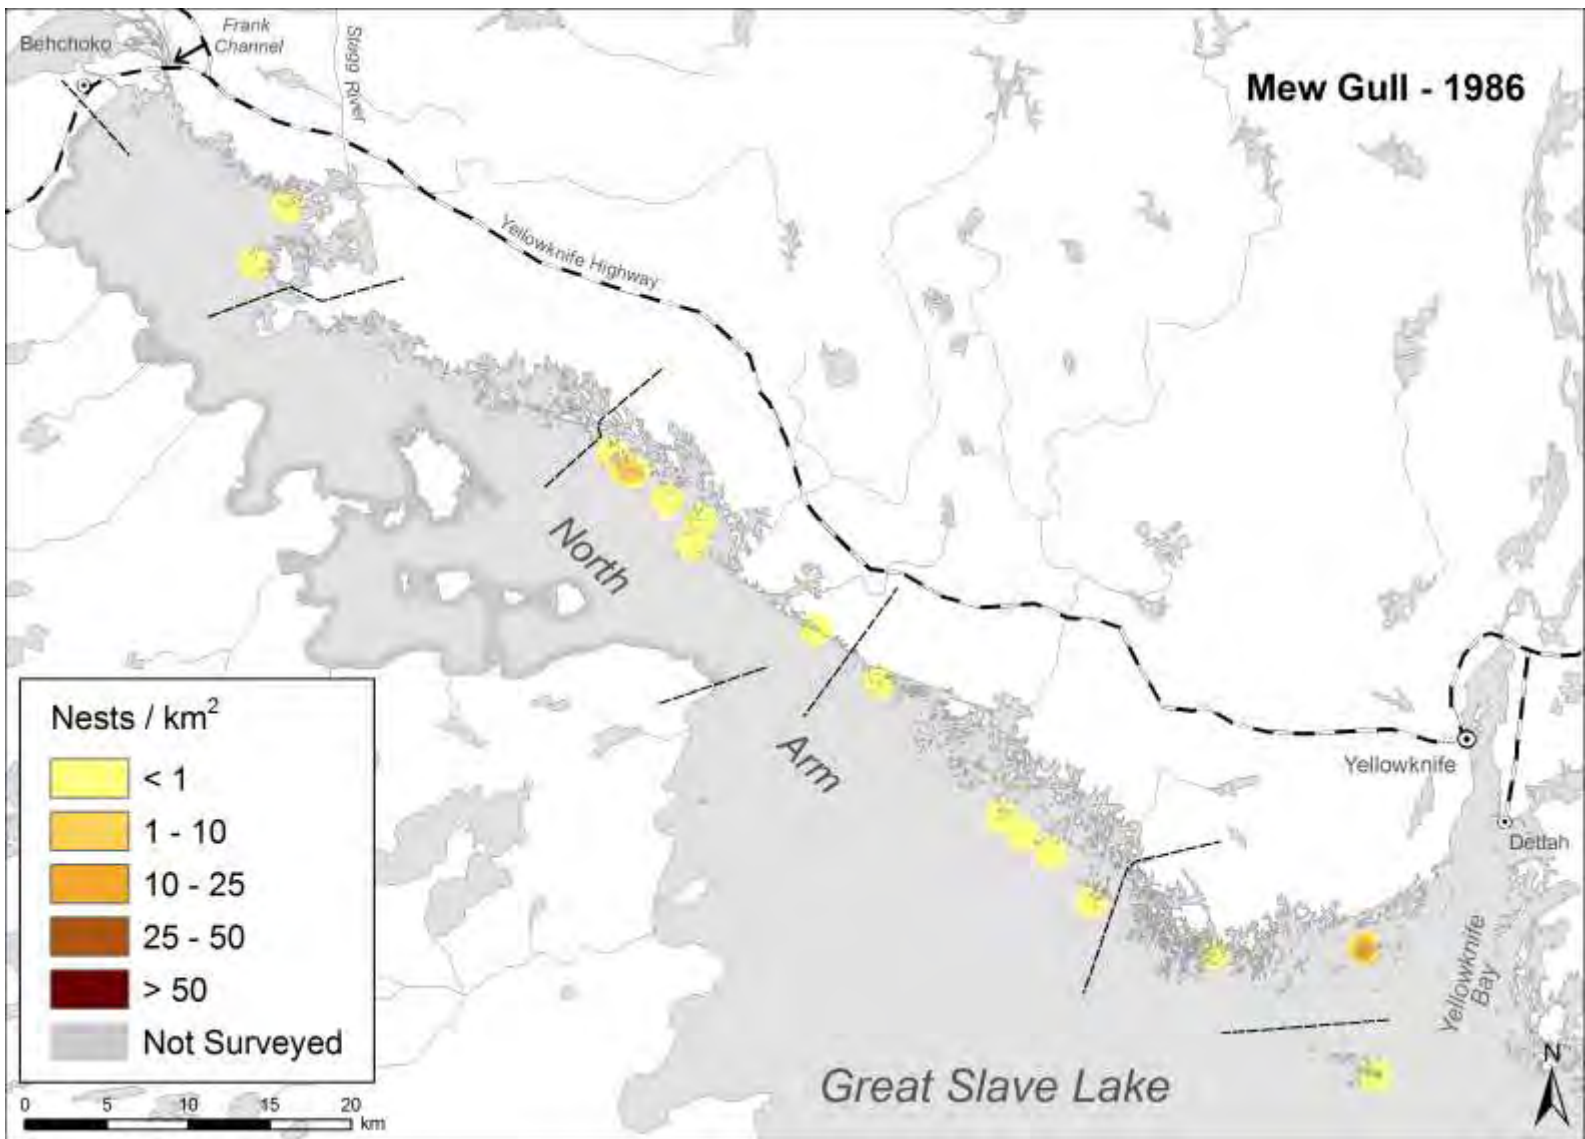 Behchoko
Frank
Channel
Stagg River
Mew Gull - 1986
Yellowknife Highway
North
Arm
Yellowknife
Dettah
Yellowknife
Bay
Great Slave Lake
N
Nests / km²
< 1
1 - 10
10 - 25
25 - 50
> 50
Not Surveyed
0 5 10 15 20
km